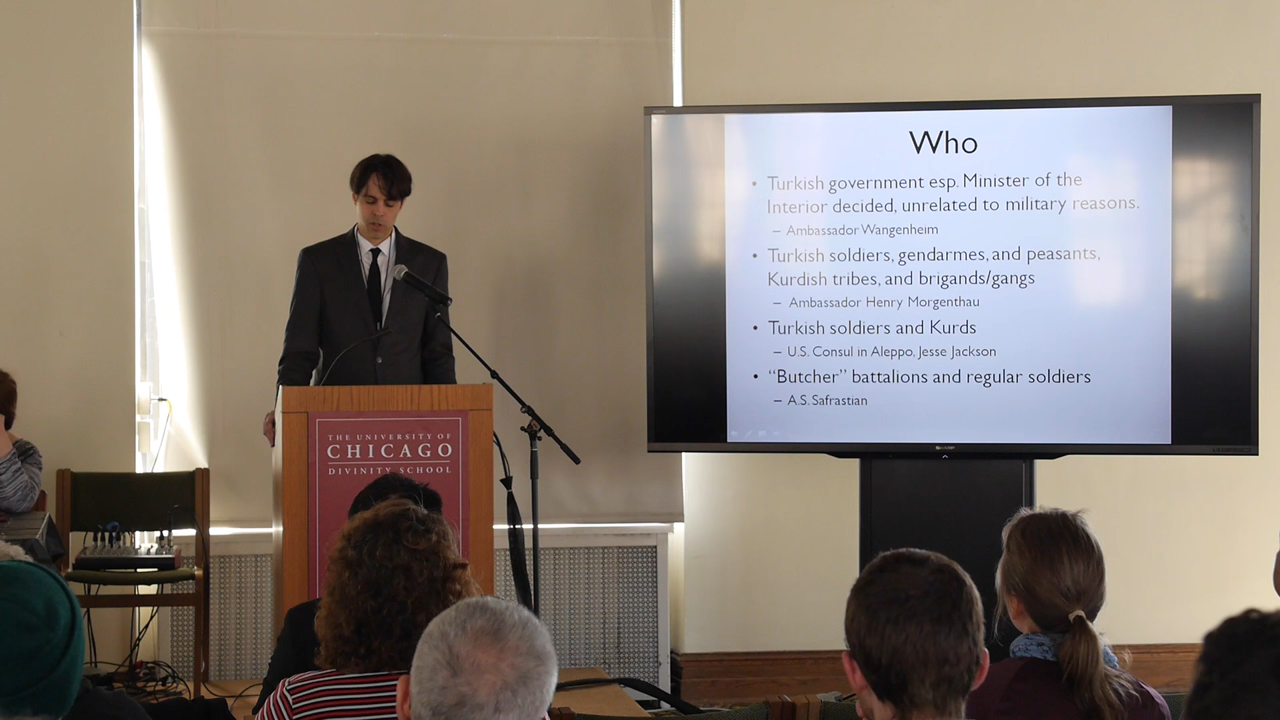 Who
• Turkish government esp. Minister of the
Interior decided, unrelated to military reasons.
– Ambassador Wangenheim
• Turkish soldiers, gendarmes, and peasants,
Kurdish tribes, and brigands/gangs
– Ambassador Henry Morgenthau
• Turkish soldiers and Kurds
– U.S. Consul in Aleppo, Jesse Jackson
• “Butcher” battalions and regular soldiers
– A.S. Safrastian
SHARP
THE UNIVERSITY OF
CHICAGO
DIVINITY SCHOOL